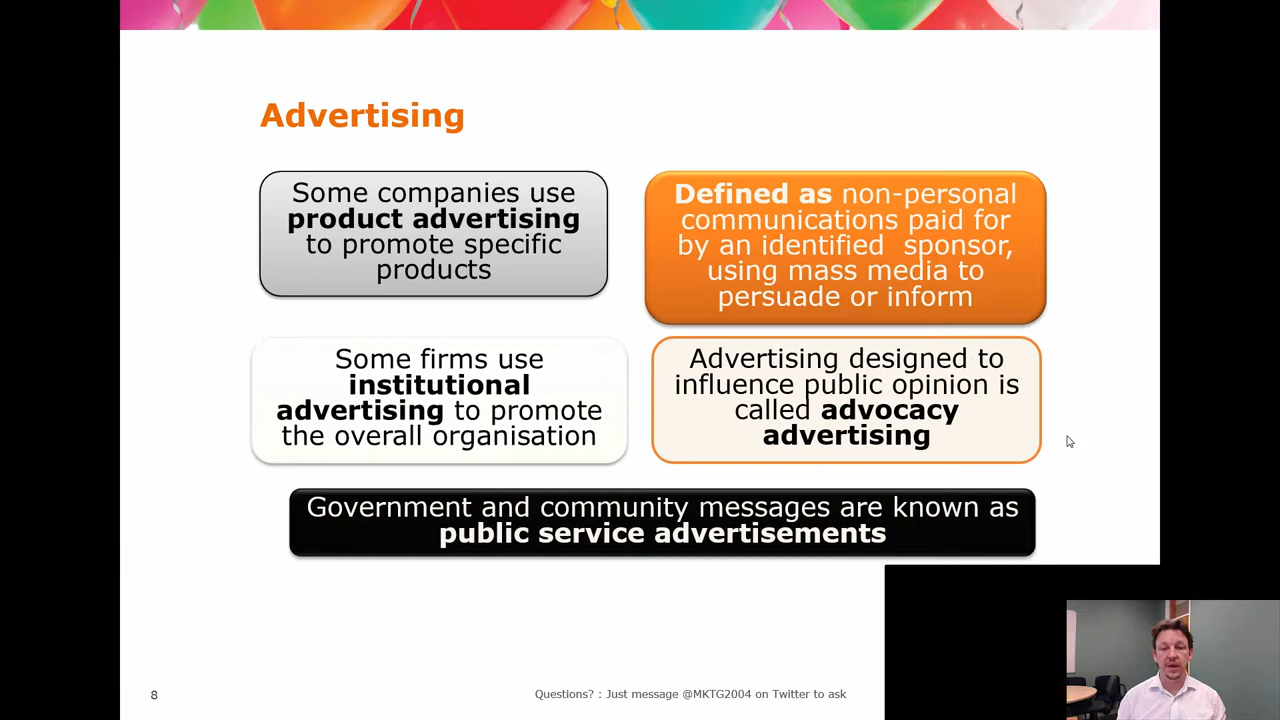 Advertising
Some companies use
product advertising
to promote specific
products
Defined as non-personal
communications paid for
by an identified sponsor,
using mass media to
persuade or inform
Some firms use
institutional
advertising to promote
the overall organisation
Advertising designed to
influence public opinion is
called advocacy
advertising
Government and community messages are known as
public service advertisements
8
Questions? : Just message @MKTG2004 on Twitter to ask